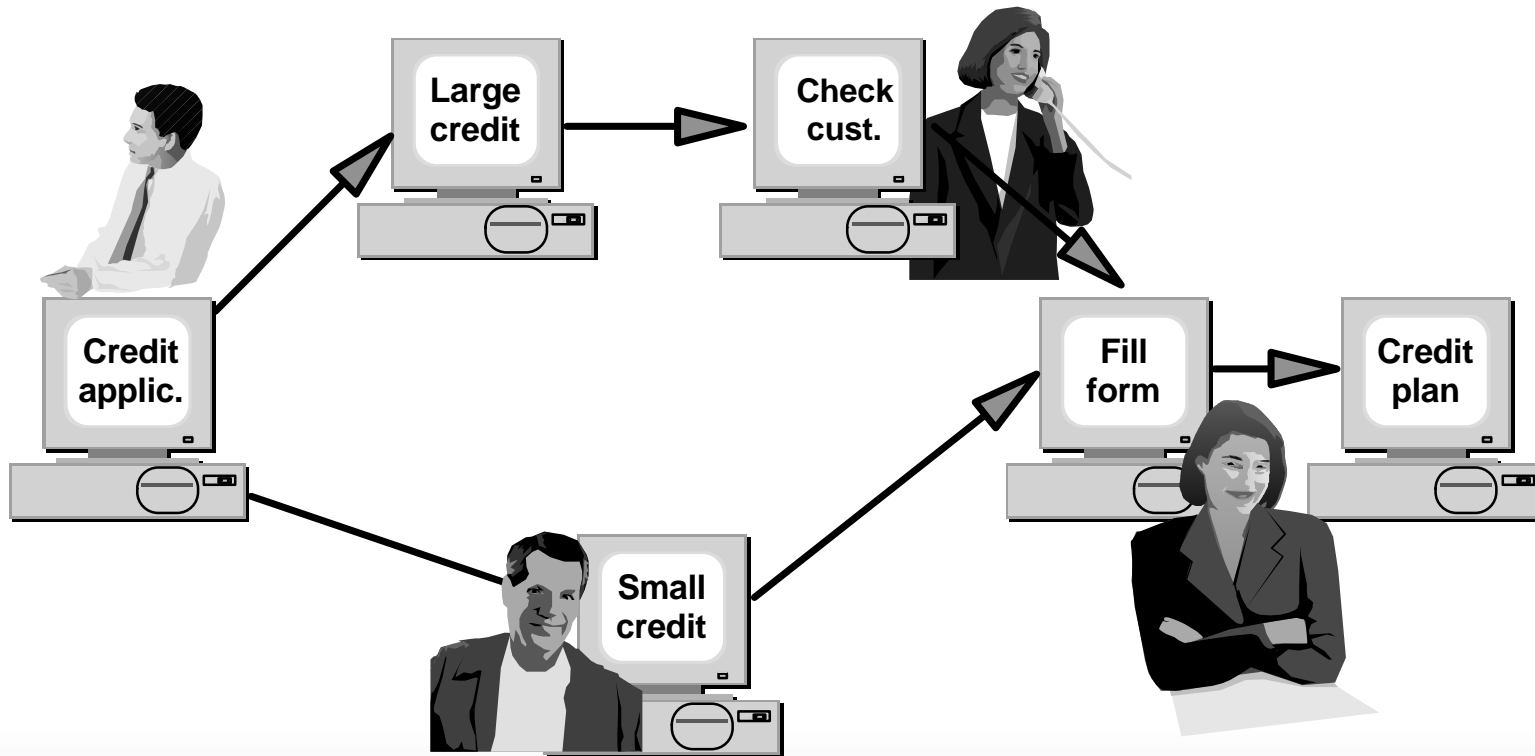 Large
credit
Check
cust.
Credit
applic.
Fill
form
Credit
plan
Small
credit